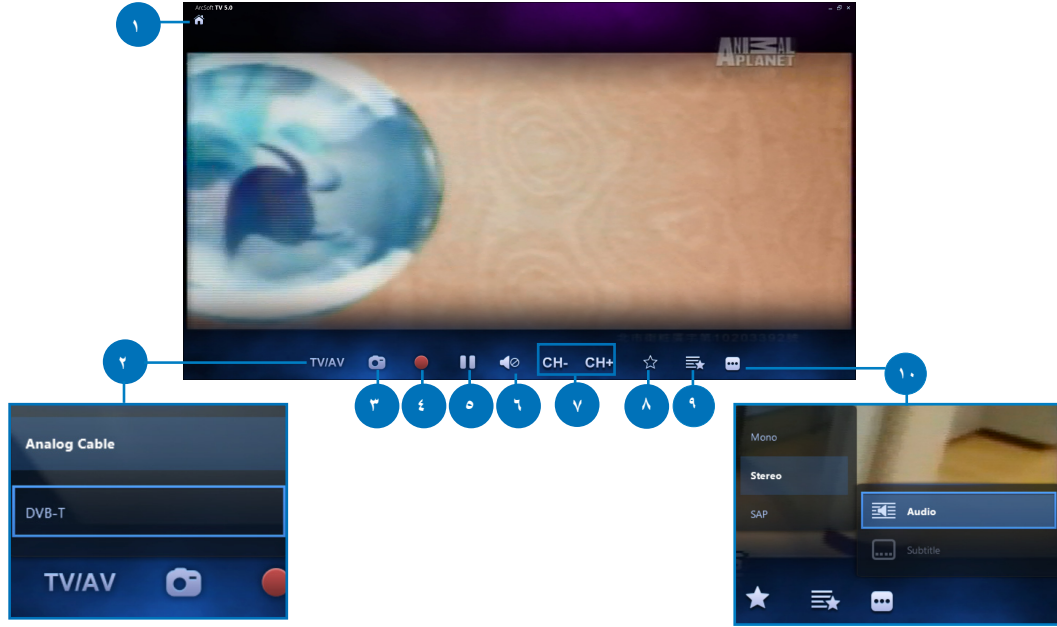 ArcSoft TV 5.0
١
ANIMAL
PLANET
٢
TV/AV
CH-
CH+
١٠
٣
٤
٥
٦
٧
٨
٩
Analog Cable
DVB-T
TV/AV
Mono
Stereo
SAP
Audio
Subtitle